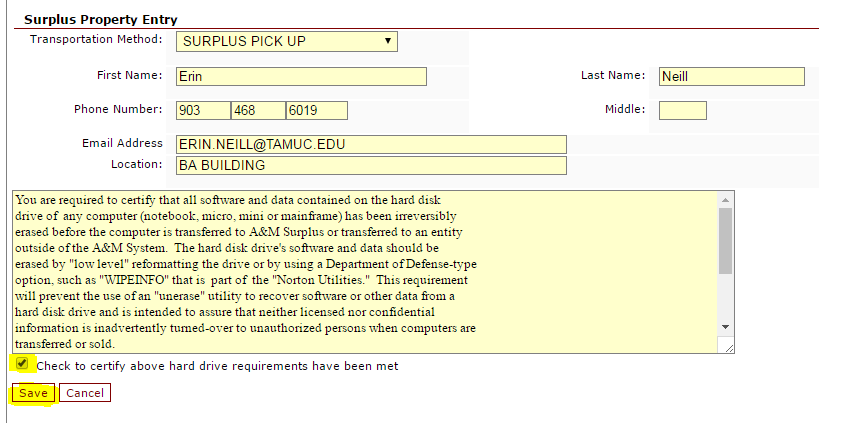 Surplus Property Entry
Transportation Method: SURPLUS PICK UP
First Name: Erin Last Name: Neill
Phone Number: 903 468 6019 Middle:
Email Address ERIN.NEILL@TAMUC.EDU
Location: BA BUILDING
You are required to certify that all software and data contained on the hard disk
drive of any computer (notebook, micro, mini or mainframe) has been irreversibly
erased before the computer is transferred to A&M Surplus or transferred to an entity
outside of the A&M System. The hard disk drive's software and data should be
erased by "low level" reformatting the drive or by using a Department of Defense-type
option, such as "WIPEINFO" that is part of the "Norton Utilities." This requirement
will prevent the use of an "unerase" utility to recover software or other data from a
hard disk drive and is intended to assure that neither licensed nor confidential
information is inadvertently turned-over to unauthorized persons when computers are
transferred or sold.
Check to certify above hard drive requirements have been met
Save Cancel